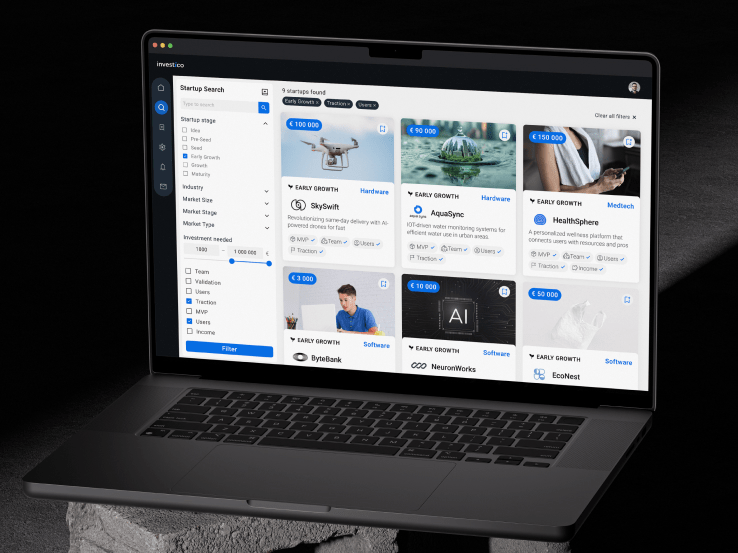 investico
Startup Search
Type to search
Startup stage
Idea
Pre-Seed
Seed
Early Growth
Growth
Maturity
Industry
Market Size
Market Stage
Market Type
Investment needed
1000 – 1 000 000 €
Team
Validation
Users
Traction
MVP
Users
Income
Filter
9 startups found
Early Growth × Traction × Users ×
Clear all filters ×
€ 100 000
EARLY GROWTH Hardware
SkySwift
Revolutionizing same-day delivery with AI-
powered drones for fast
MVP ✓ Team ✓ Users ✓
Traction ✓
€ 90 000
EARLY GROWTH Hardware
AquaSync
IOT-driven water monitoring systems for
efficient water use in urban areas.
MVP ✓ Team ✓ Users ✓
Traction ✓
€ 150 000
EARLY GROWTH Medtech
HealthSphere
A personalized wellness platform that
connects users with resources and pros
MVP ✓ Team ✓ Users ✓
Traction ✓ Income ✓
€ 3 000
EARLY GROWTH Software
ByteBank
€ 10 000
AI
EARLY GROWTH Software
NeuronWorks
€ 50 000
EARLY GROWTH Software
EcoNest